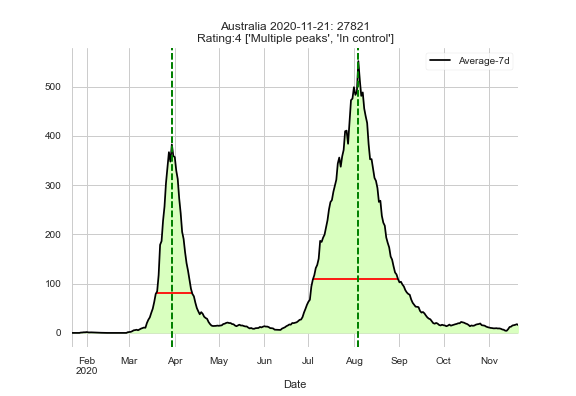 Australia 2020-11-21: 27821
Rating:4 ['Multiple peaks', 'In control']
Average-7d
500
400
300
200
100
0
Feb Mar Apr May Jun Jul Aug Sep Oct Nov
2020
Date